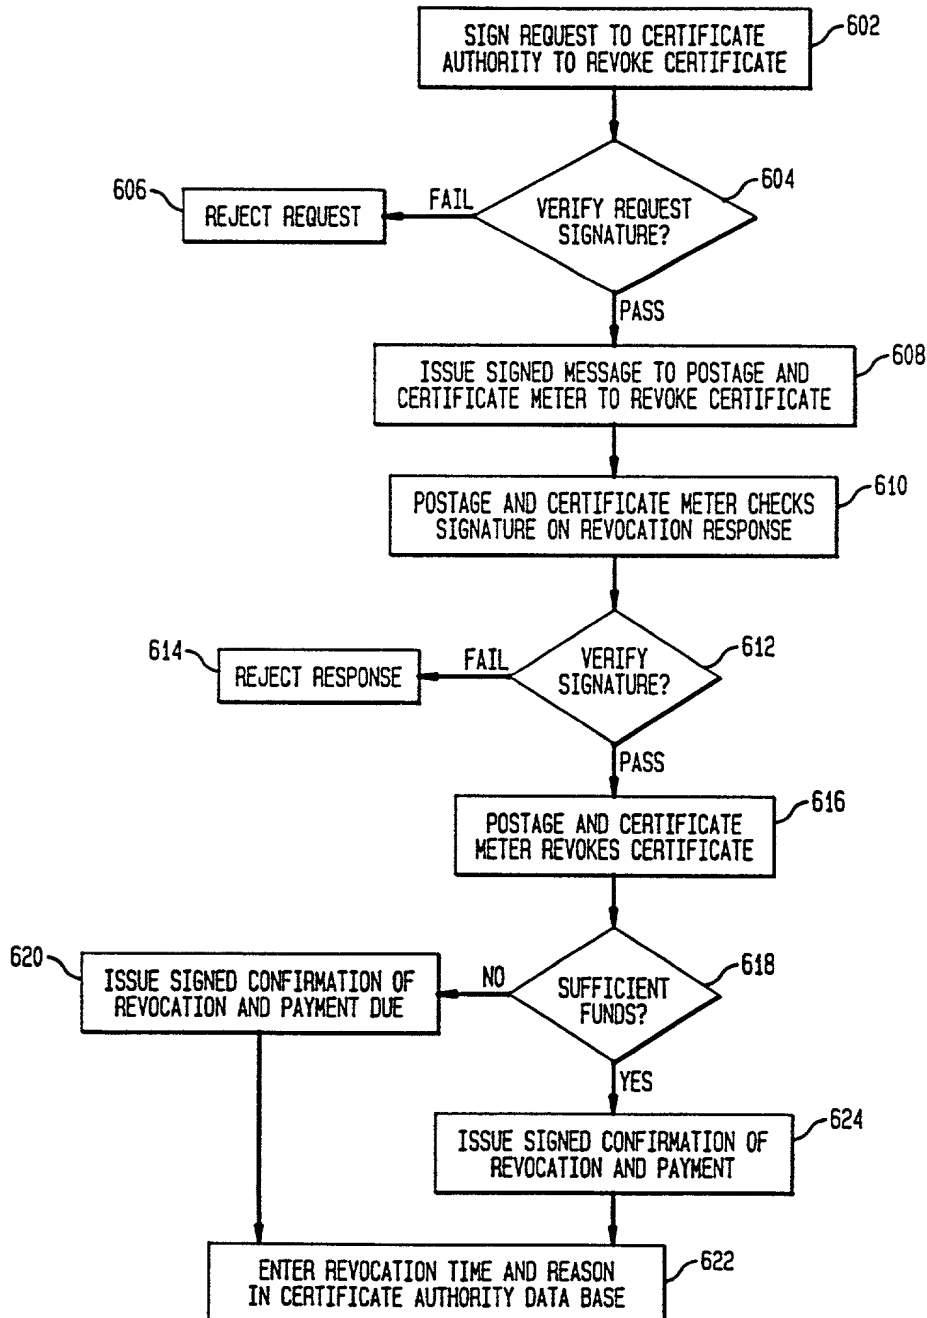 SIGN REQUEST TO CERTIFICATE
AUTHORITY TO REVOKE CERTIFICATE
602
VERIFY REQUEST
SIGNATURE?
604
FAIL
606
REJECT REQUEST
PASS
ISSUE SIGNED MESSAGE TO POSTAGE AND
CERTIFICATE METER TO REVOKE CERTIFICATE
608
POSTAGE AND CERTIFICATE METER CHECKS
SIGNATURE ON REVOCATION RESPONSE
610
VERIFY
SIGNATURE?
612
FAIL
614
REJECT RESPONSE
PASS
POSTAGE AND CERTIFICATE
METER REVOKES CERTIFICATE
616
SUFFICIENT
FUNDS?
618
NO
620
ISSUE SIGNED CONFIRMATION OF
REVOCATION AND PAYMENT DUE
YES
ISSUE SIGNED CONFIRMATION OF
REVOCATION AND PAYMENT
624
ENTER REVOCATION TIME AND REASON
IN CERTIFICATE AUTHORITY DATA BASE
622